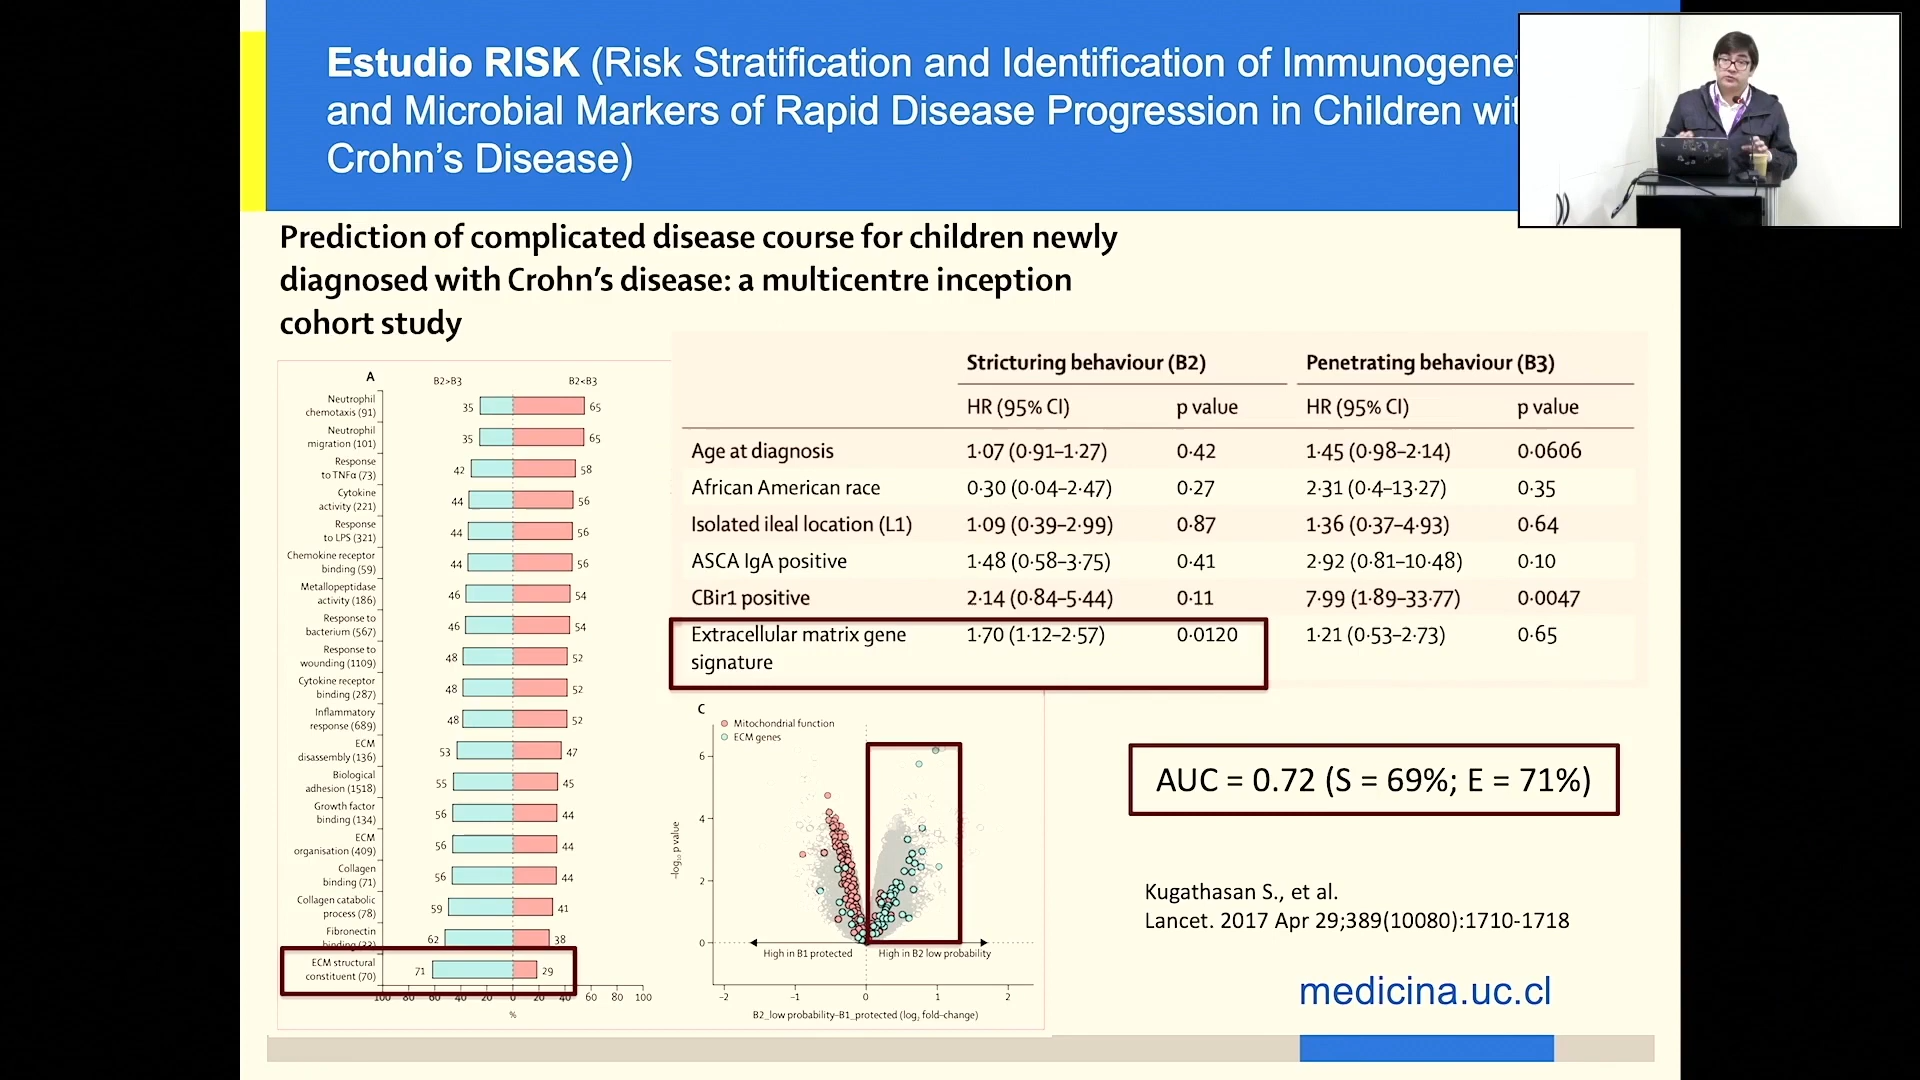 Estudio RISK (Risk Stratification and Identification of Immunogene
and Microbial Markers of Rapid Disease Progression in Children wit
Crohn's Disease)
Prediction of complicated disease course for children newly
diagnosed with Crohn's disease: a multicentre inception
cohort study
A
B2>B3 B2<B3
Neutrophil
chemotaxis (91) 35 65
Neutrophil
migration (101) 35 65
Response
to TNFα (73) 42 58
Cytokine
activity (221) 44 56
Response
to LPS (321) 44 56
Chemokine receptor
binding (59) 44 56
Metallopeptidase
activity (186) 46 54
Response to
bacterium (567) 46 54
Response to
wounding (1109) 48 52
Cytokine receptor
binding (287) 48 52
Inflammatory
response (689) 48 52
ECM
disassembly (136) 53 47
Biological
adhesion (1518) 55 45
Growth factor
binding (134) 56 44
ECM
organisation (409) 56 44
Collagen
binding (71) 56 44
Collagen catabolic
process (78) 59 41
Fibronectin
binding (33) 62 38
ECM structural
constituent (70) 71 29
100 80 60 40 20 0 20 40 60 80 100
%
Stricturing behaviour (B2) Penetrating behaviour (B3)
HR (95% CI) p value HR (95% CI) p value
Age at diagnosis 1·07 (0·91–1·27) 0·42 1·45 (0·98–2·14) 0·0606
African American race 0·30 (0·04–2·47) 0·27 2·31 (0·4–13·27) 0·35
Isolated ileal location (L1) 1·09 (0·39–2·99) 0·87 1·36 (0·37–4·93) 0·64
ASCA IgA positive 1·48 (0·58–3·75) 0·41 2·92 (0·81–10·48) 0·10
CBir1 positive 2·14 (0·84–5·44) 0·11 7·99 (1·89–33·77) 0·0047
Extracellular matrix gene 1·70 (1·12–2·57) 0·0120 1·21 (0·53–2·73) 0·65
signature
C
Mitochondrial function
ECM genes
-log₁₀ p value
6
4
2
0
High in B1 protected High in B2 low probability
−2 −1 0 1 2
B2_low probability–B1_protected (log₂ fold-change)
AUC = 0.72 (S = 69%; E = 71%)
Kugathasan S., et al.
Lancet. 2017 Apr 29;389(10080):1710-1718
medicina.uc.cl